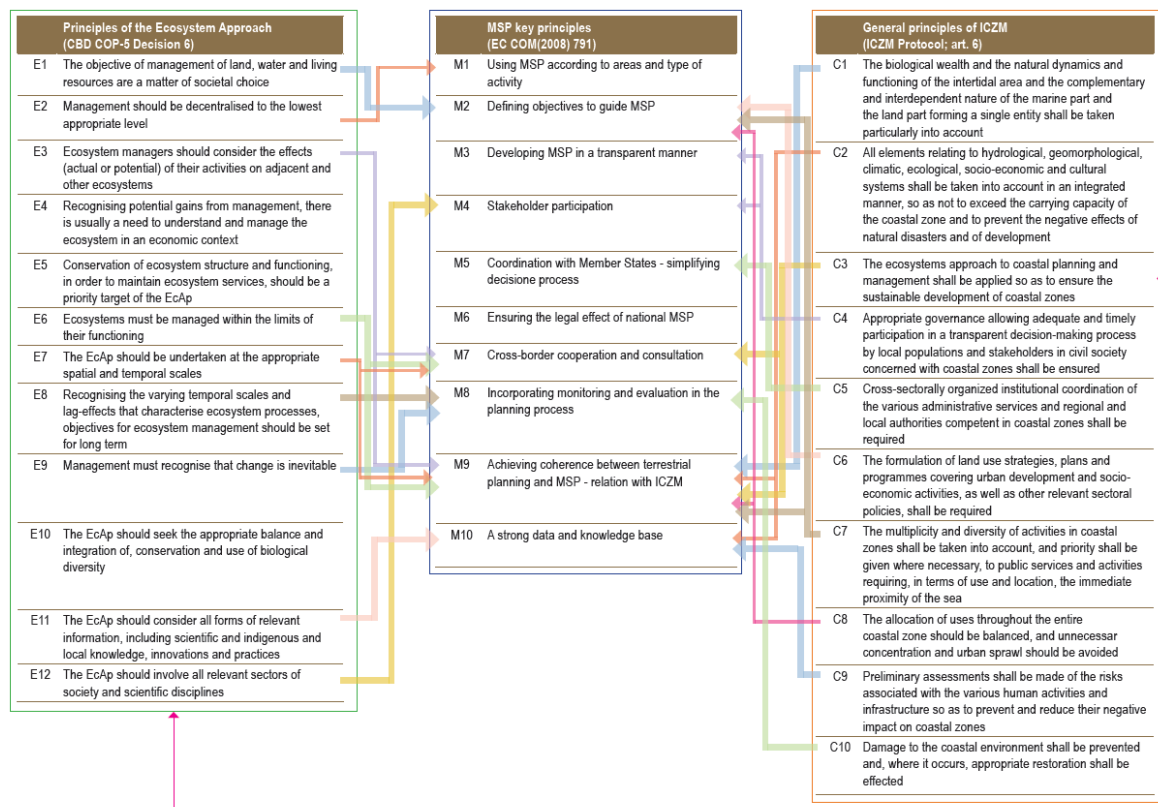 Principles of the Ecosystem Approach
(CBD COP-5 Decision 6)
E1 The objective of management of land, water and living
resources are a matter of societal choice
E2 Management should be decentralised to the lowest
appropriate level
E3 Ecosystem managers should consider the effects
(actual or potential) of their activities on adjacent and
other ecosystems
E4 Recognising potential gains from management, there
is usually a need to understand and manage the
ecosystem in an economic context
E5 Conservation of ecosystem structure and functioning,
in order to maintain ecosystem services, should be a
priority target of the EcAp
E6 Ecosystems must be managed within the limits of
their functioning
E7 The EcAp should be undertaken at the appropriate
spatial and temporal scales
E8 Recognising the varying temporal scales and
lag-effects that characterise ecosystem processes,
objectives for ecosystem management should be set
for long term
E9 Management must recognise that change is inevitable
E10 The EcAp should seek the appropriate balance and
integration of, conservation and use of biological
diversity
E11 The EcAp should consider all forms of relevant
information, including scientific and indigenous and
local knowledge, innovations and practices
E12 The EcAp should involve all relevant sectors of
society and scientific disciplines
MSP key principles
(EC COM(2008) 791)
M1 Using MSP according to areas and type of
activity
M2 Defining objectives to guide MSP
M3 Developing MSP in a transparent manner
M4 Stakeholder participation
M5 Coordination with Member States - simplifying
decisione process
M6 Ensuring the legal effect of national MSP
M7 Cross-border cooperation and consultation
M8 Incorporating monitoring and evaluation in the
planning process
M9 Achieving coherence between terrestrial
planning and MSP - relation with ICZM
M10 A strong data and knowledge base
General principles of ICZM
(ICZM Protocol; art. 6)
C1 The biological wealth and the natural dynamics and
functioning of the intertidal area and the complementary
and interdependent nature of the marine part and
the land part forming a single entity shall be taken
particularly into account
C2 All elements relating to hydrological, geomorphological,
climatic, ecological, socio-economic and cultural
systems shall be taken into account in an integrated
manner, so as not to exceed the carrying capacity of
the coastal zone and to prevent the negative effects of
natural disasters and of development
C3 The ecosystems approach to coastal planning and
management shall be applied so as to ensure the
sustainable development of coastal zones
C4 Appropriate governance allowing adequate and timely
participation in a transparent decision-making process
by local populations and stakeholders in civil society
concerned with coastal zones shall be ensured
C5 Cross-sectorally organized institutional coordination of
the various administrative services and regional and
local authorities competent in coastal zones shall be
required
C6 The formulation of land use strategies, plans and
programmes covering urban development and socio-
economic activities, as well as other relevant sectoral
policies, shall be required
C7 The multiplicity and diversity of activities in coastal
zones shall be taken into account, and priority shall be
given where necessary, to public services and activities
requiring, in terms of use and location, the immediate
proximity of the sea
C8 The allocation of uses throughout the entire
coastal zone should be balanced, and unnecessar
concentration and urban sprawl should be avoided
C9 Preliminary assessments shall be made of the risks
associated with the various human activities and
infrastructure so as to prevent and reduce their negative
impact on coastal zones
C10 Damage to the coastal environment shall be prevented
and, where it occurs, appropriate restoration shall be
effected